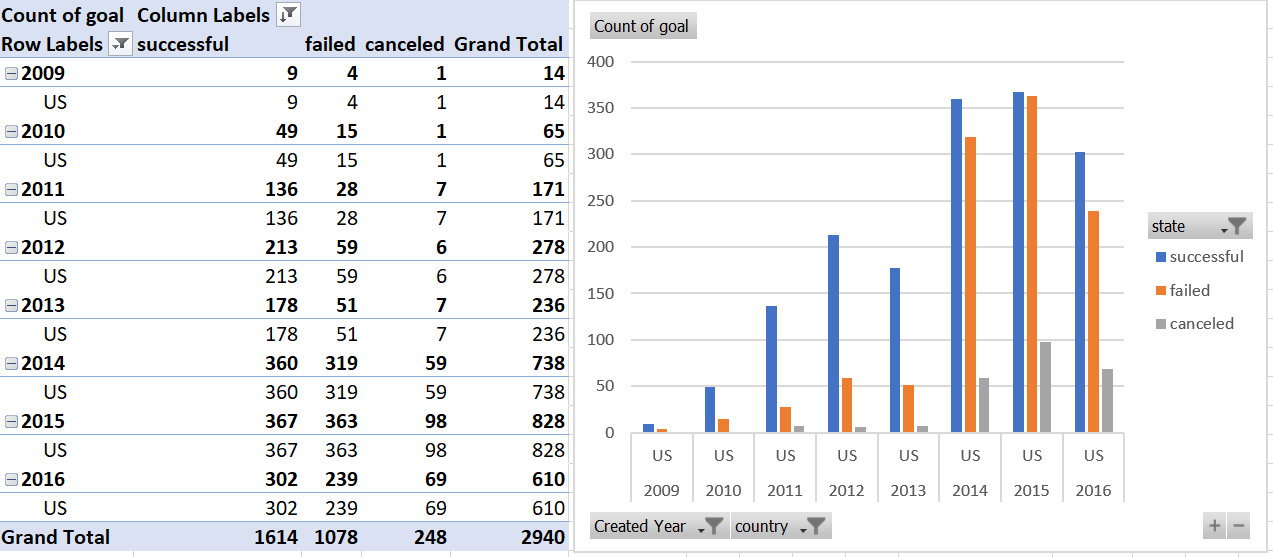 Count of goal Column Labels
Row Labels successful failed canceled Grand Total
2009 9 4 1 14
US 9 4 1 14
2010 49 15 1 65
US 49 15 1 65
2011 136 28 7 171
US 136 28 7 171
2012 213 59 6 278
US 213 59 6 278
2013 178 51 7 236
US 178 51 7 236
2014 360 319 59 738
US 360 319 59 738
2015 367 363 98 828
US 367 363 98 828
2016 302 239 69 610
US 302 239 69 610
Grand Total 1614 1078 248 2940
Count of goal
400
350
300
250
200
150
100
50
0
US US US US US US US US
2009 2010 2011 2012 2013 2014 2015 2016
state
successful
failed
canceled
Created Year country